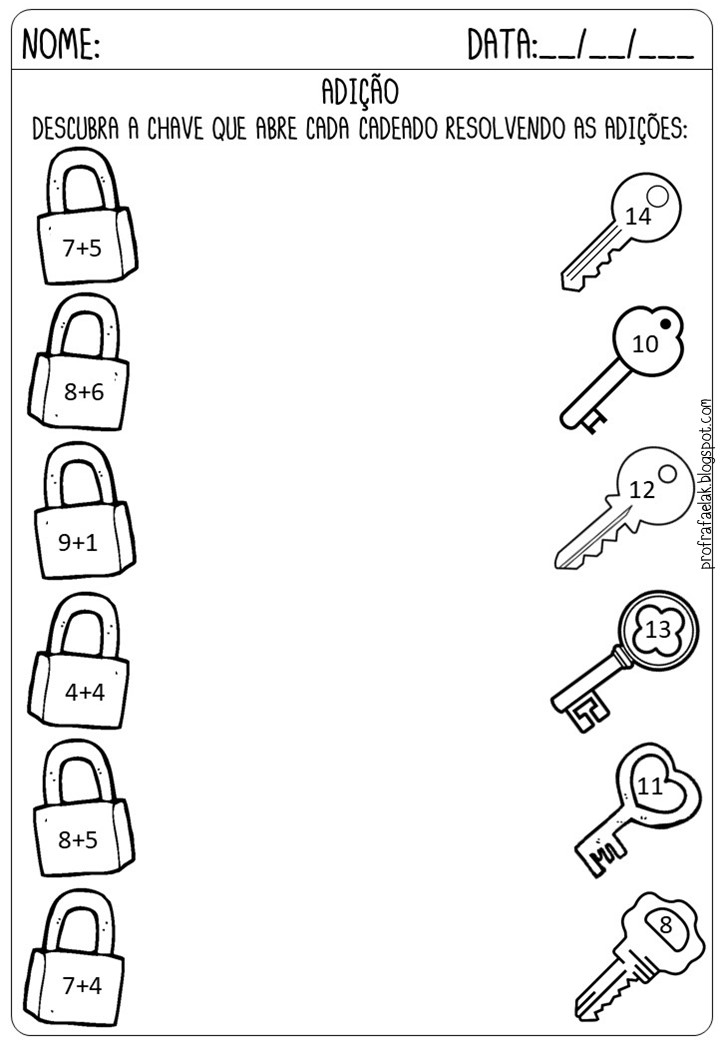 NOME: DATA:__/__/___
ADIÇÃO
DESCUBRA A CHAVE QUE ABRE CADA CADEADO RESOLVENDO AS ADIÇÕES:
7+5 14
8+6 10
9+1 12
4+4 13
8+5 11
7+4 8
profrafaelak.blogspot.com